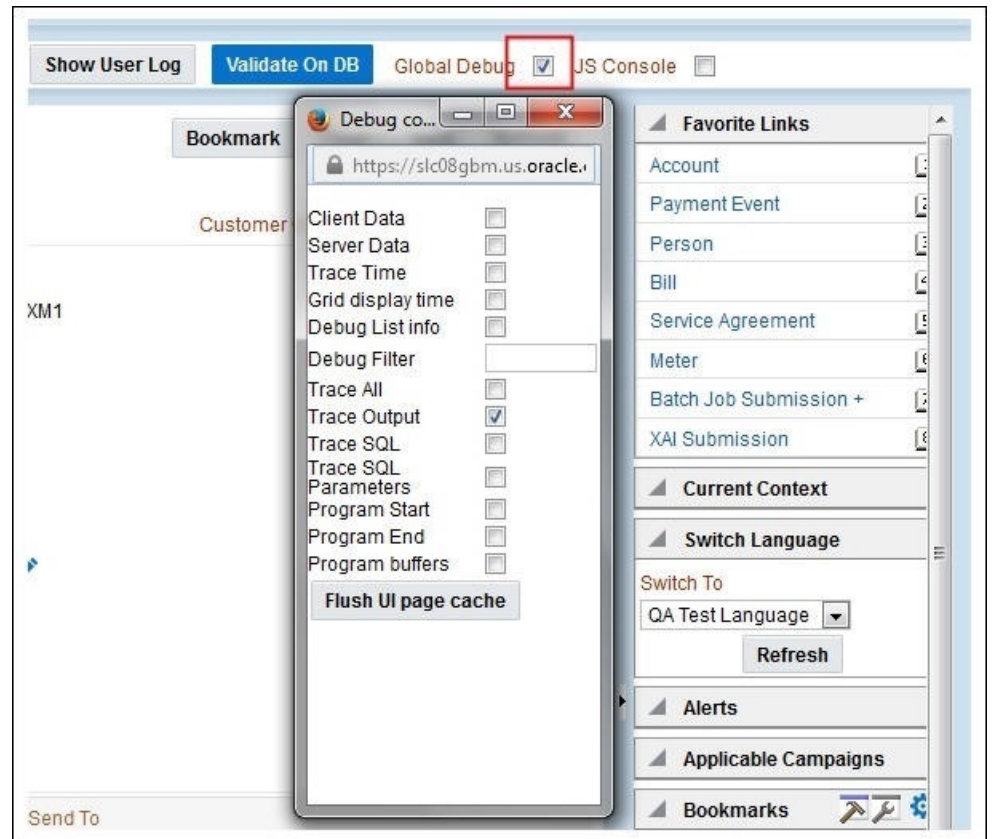 Show User Log
Validate On DB
Global Debug
JS Console
Bookmark
Customer
XM1
Send To
Debug co...
https://slc08gbm.us.oracle.
Client Data
Server Data
Trace Time
Grid display time
Debug List info
Debug Filter
Trace All
Trace Output
Trace SQL
Trace SQL
Parameters
Program Start
Program End
Program buffers
Flush UI page cache
Favorite Links
Account
Payment Event
Person
Bill
Service Agreement
Meter
Batch Job Submission +
XAI Submission
Current Context
Switch Language
Switch To
QA Test Language
Refresh
Alerts
Applicable Campaigns
Bookmarks